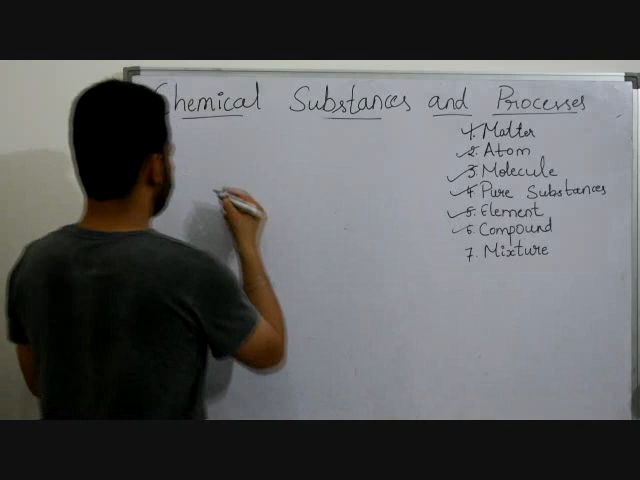 Chemical Substances and Processes
1. Matter
2. Atom
3. Molecule
4. Pure Substances
5. Element
6. Compound
7. Mixture